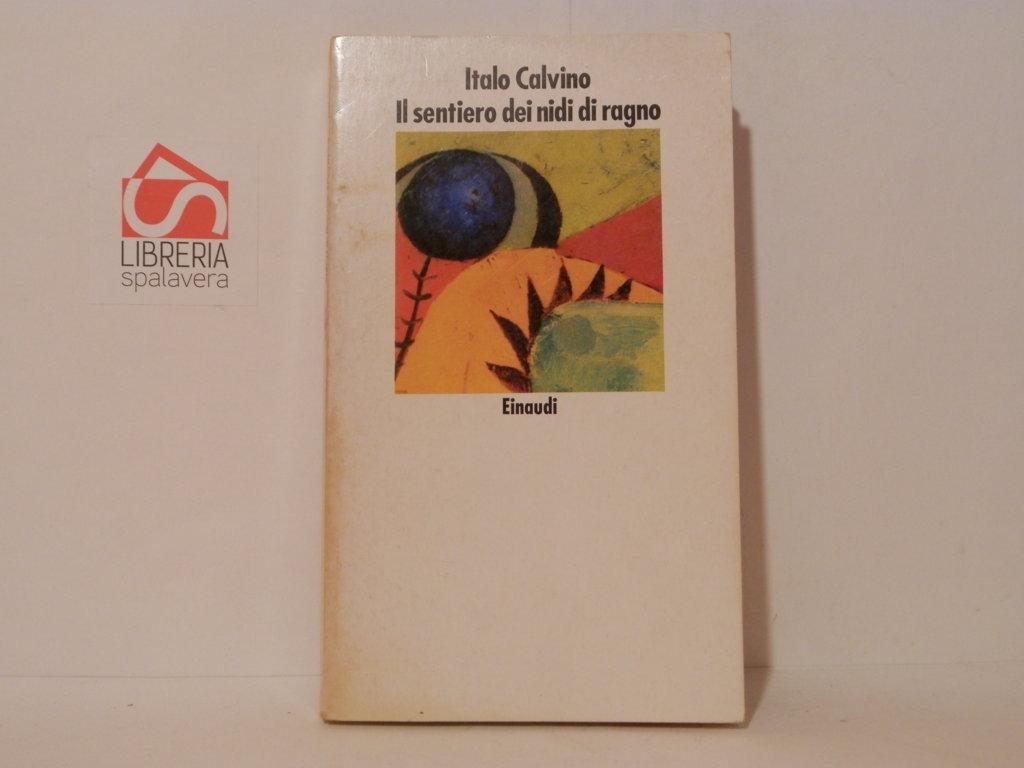 Italo Calvino
Il sentiero dei nidi di ragno
Einaudi
LIBRERIA
spalavera